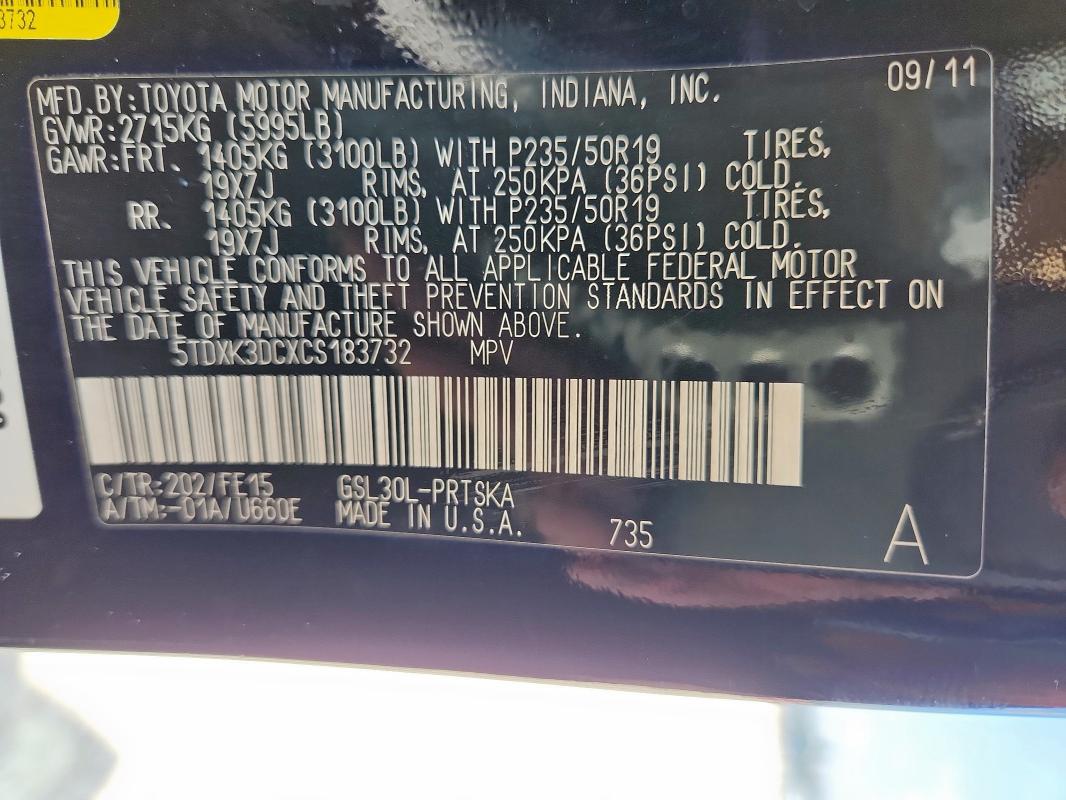 3732
09/11
MFD.BY:TOYOTA MOTOR MANUFACTURING, INDIANA, INC.
GVWR:2715KG (5995LB)
GAWR:FRT. 1405KG (3100LB) WITH P235/50R19 TIRES,
19X7J RIMS, AT 250KPA (36PSI) COLD.
RR. 1405KG (3100LB) WITH P235/50R19 TIRES,
19X7J RIMS, AT 250KPA (36PSI) COLD.
THIS VEHICLE CONFORMS TO ALL APPLICABLE FEDERAL MOTOR
VEHICLE SAFETY AND THEFT PREVENTION STANDARDS IN EFFECT ON
THE DATE OF MANUFACTURE SHOWN ABOVE.
5TDXK3DCXCS183732 MPV
C/TR:202/FE15 GSL30L-PRTSKA
A/TM:-01A/U660E MADE IN U.S.A. 735 A